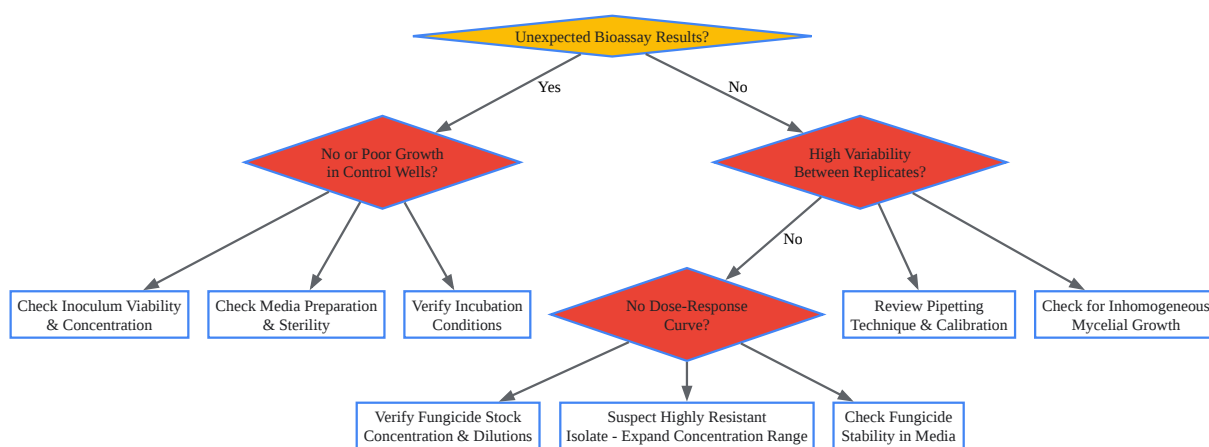 Unexpected Bioassay Results?
Yes
No
No or Poor Growth
in Control Wells?
High Variability
Between Replicates?
No
Check Inoculum Viability
& Concentration
Check Media Preparation
& Sterility
Verify Incubation
Conditions
No Dose-Response
Curve?
Review Pipetting
Technique & Calibration
Check for Inhomogeneous
Mycelial Growth
Verify Fungicide Stock
Concentration & Dilutions
Suspect Highly Resistant
Isolate - Expand Concentration Range
Check Fungicide
Stability in Media